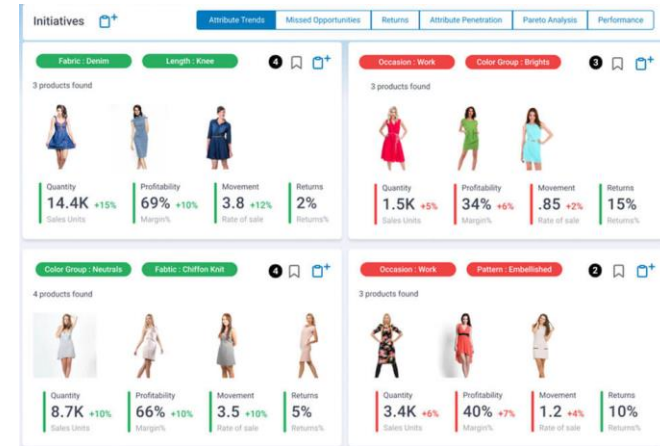 Initiatives
Attribute Trends Missed Opportunities Returns Attribute Penetration Pareto Analysis Performance
Fabric : Denim Length : Knee 4
3 products found
Quantity Profitability Movement Returns
14.4K +15% 69% +10% 3.8 +12% 2%
Sales Units Margin% Rate of sale Returns%
Occasion : Work Color Group : Brights 3
3 products found
Quantity Profitability Movement Returns
1.5K +5% 34% +6% .85 +2% 15%
Sales Units Margin% Rate of sale Returns%
Color Group : Neutrals Fabtic : Chiffon Knit 4
4 products found
Quantity Profitability Movement Returns
8.7K +10% 66% +10% 3.5 +10% 5%
Sales Units Margin% Rate of sale Returns%
Occasion : Work Pattern : Embellished 2
3 products found
Quantity Profitability Movement Returns
3.4K +6% 40% +7% 1.2 +4% 10%
Sales Units Margin% Rate of sale Returns%